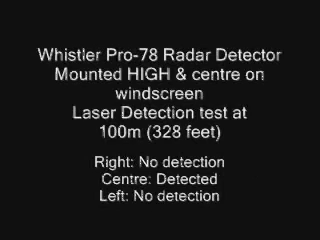 Whistler Pro-78 Radar Detector
Mounted HIGH & centre on
windscreen
Laser Detection test at
100m (328 feet)
Right: No detection
Centre: Detected
Left: No detection